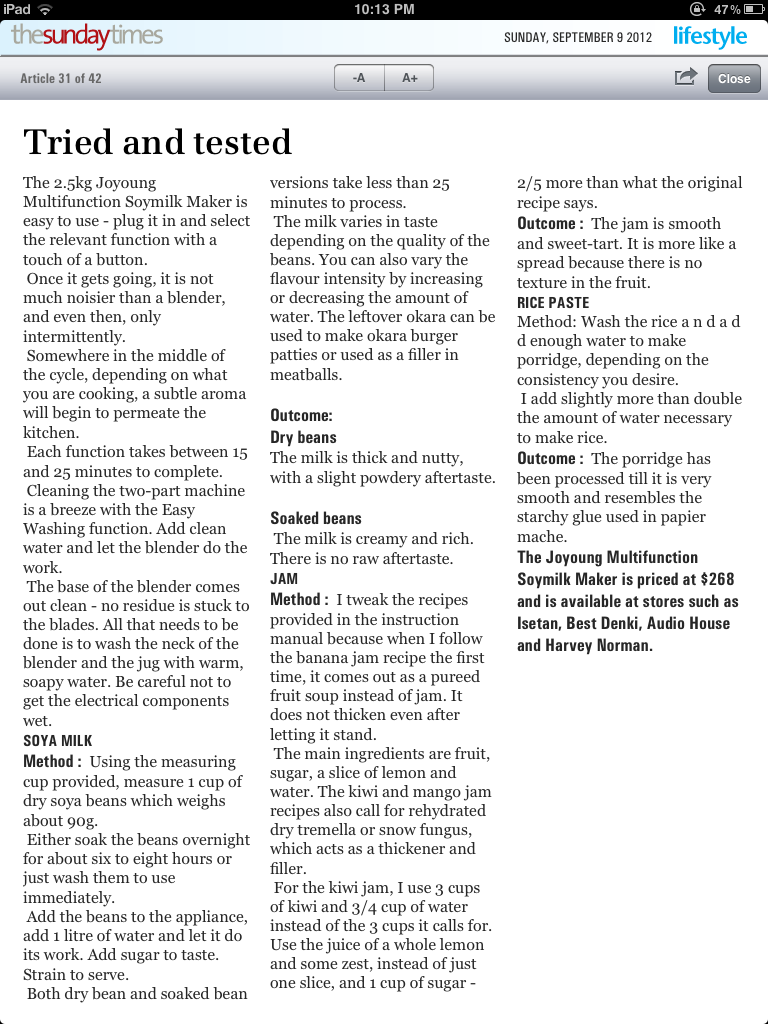 iPad 10:13 PM 47%
thesundaytimes SUNDAY, SEPTEMBER 9 2012 lifestyle
Article 31 of 42 -A A+ Close
Tried and tested
The 2.5kg Joyoung
Multifunction Soymilk Maker is
easy to use - plug it in and select
the relevant function with a
touch of a button.
Once it gets going, it is not
much noisier than a blender,
and even then, only
intermittently.
Somewhere in the middle of
the cycle, depending on what
you are cooking, a subtle aroma
will begin to permeate the
kitchen.
Each function takes between 15
and 25 minutes to complete.
Cleaning the two-part machine
is a breeze with the Easy
Washing function. Add clean
water and let the blender do the
work.
The base of the blender comes
out clean - no residue is stuck to
the blades. All that needs to be
done is to wash the neck of the
blender and the jug with warm,
soapy water. Be careful not to
get the electrical components
wet.
SOYA MILK
Method : Using the measuring
cup provided, measure 1 cup of
dry soya beans which weighs
about 90g.
Either soak the beans overnight
for about six to eight hours or
just wash them to use
immediately.
Add the beans to the appliance,
add 1 litre of water and let it do
its work. Add sugar to taste.
Strain to serve.
Both dry bean and soaked bean
versions take less than 25
minutes to process.
The milk varies in taste
depending on the quality of the
beans. You can also vary the
flavour intensity by increasing
or decreasing the amount of
water. The leftover okara can be
used to make okara burger
patties or used as a filler in
meatballs.
Outcome:
Dry beans
The milk is thick and nutty,
with a slight powdery aftertaste.
Soaked beans
The milk is creamy and rich.
There is no raw aftertaste.
JAM
Method : I tweak the recipes
provided in the instruction
manual because when I follow
the banana jam recipe the first
time, it comes out as a pureed
fruit soup instead of jam. It
does not thicken even after
letting it stand.
The main ingredients are fruit,
sugar, a slice of lemon and
water. The kiwi and mango jam
recipes also call for rehydrated
dry tremella or snow fungus,
which acts as a thickener and
filler.
For the kiwi jam, I use 3 cups
of kiwi and 3/4 cup of water
instead of the 3 cups it calls for.
Use the juice of a whole lemon
and some zest, instead of just
one slice, and 1 cup of sugar -
2/5 more than what the original
recipe says.
Outcome : The jam is smooth
and sweet-tart. It is more like a
spread because there is no
texture in the fruit.
RICE PASTE
Method: Wash the rice a n d a d
d enough water to make
porridge, depending on the
consistency you desire.
I add slightly more than double
the amount of water necessary
to make rice.
Outcome : The porridge has
been processed till it is very
smooth and resembles the
starchy glue used in papier
mache.
The Joyoung Multifunction
Soymilk Maker is priced at $268
and is available at stores such as
Isetan, Best Denki, Audio House
and Harvey Norman.